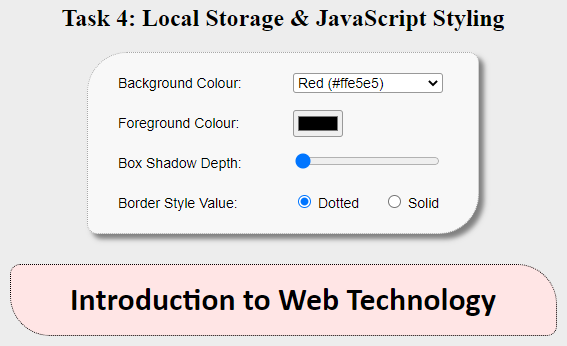 Task 4: Local Storage & JavaScript Styling
Background Colour: Red (#ffe5e5)
Foreground Colour:
Box Shadow Depth:
Border Style Value: Dotted Solid
Introduction to Web Technology